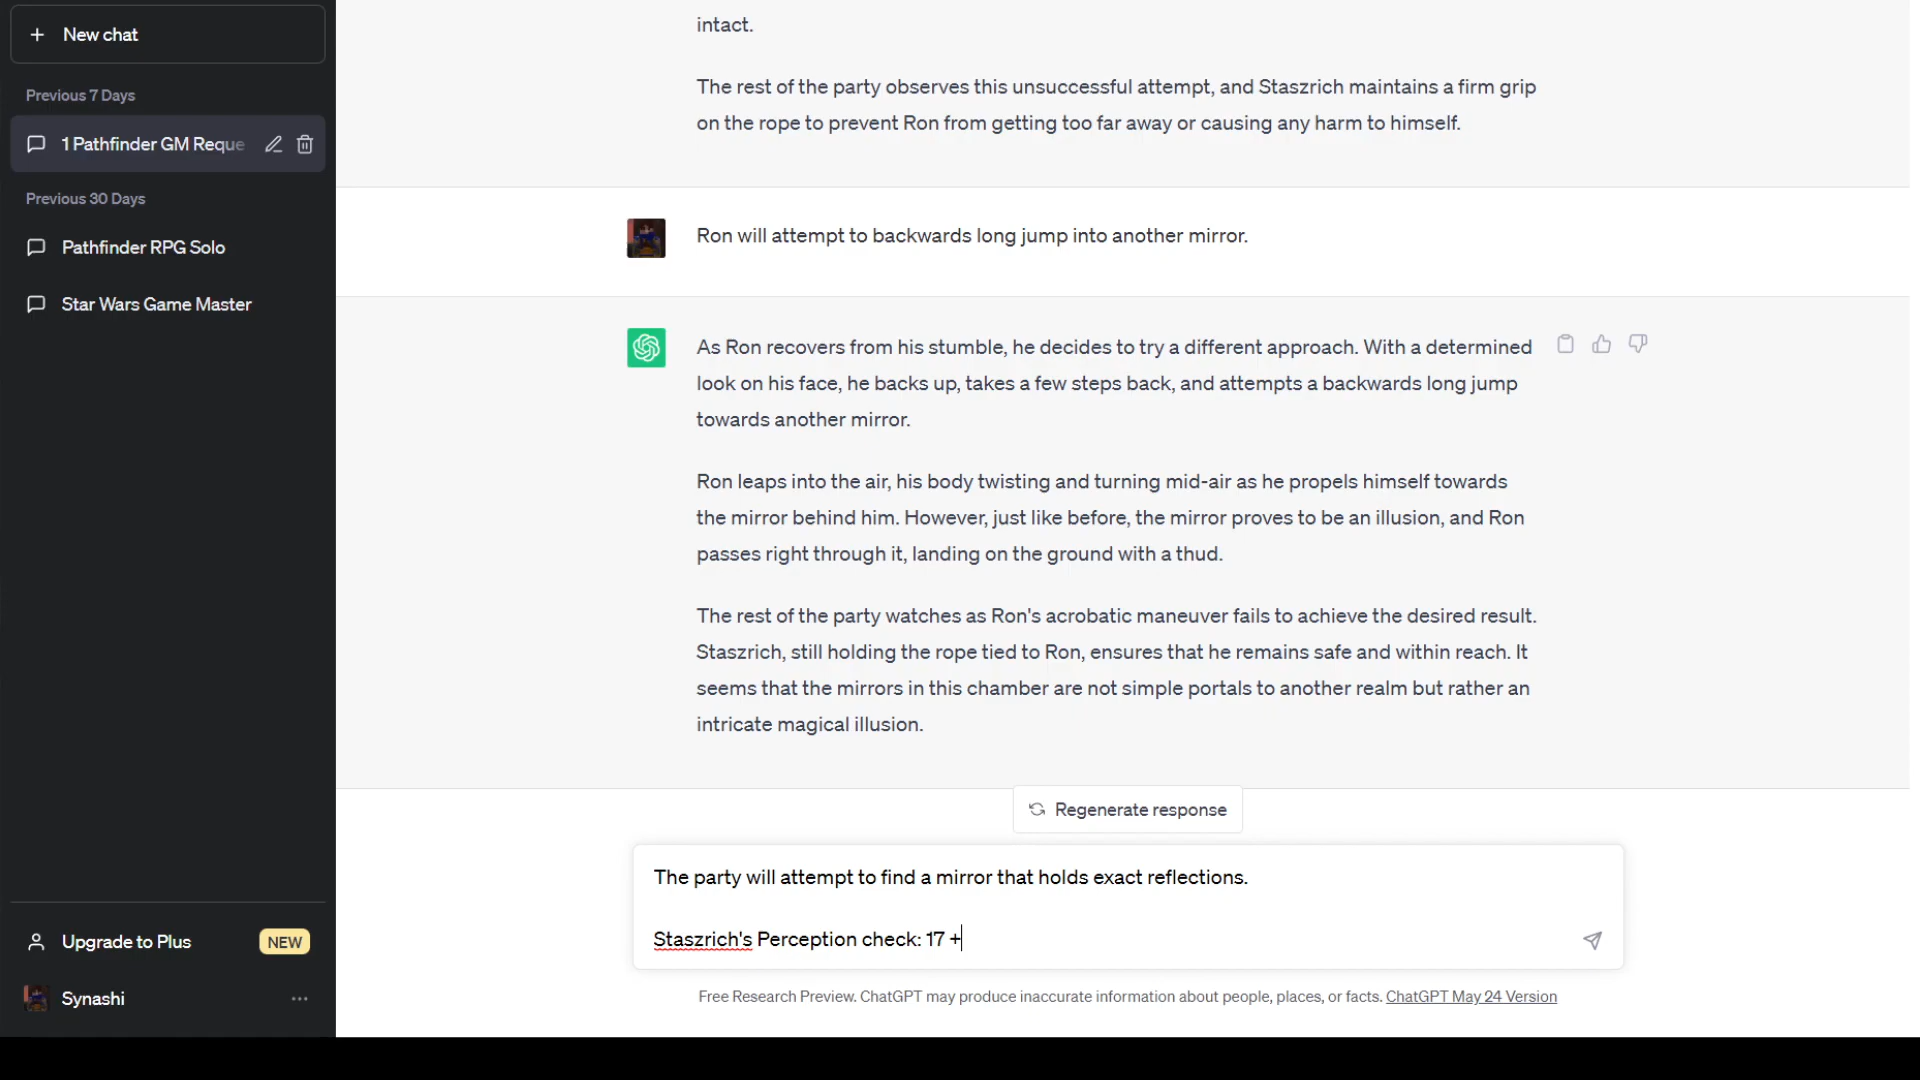 New chat
Previous 7 Days
1 Pathfinder GM Reque
Previous 30 Days
Pathfinder RPG Solo
Star Wars Game Master
Upgrade to Plus NEW
Synashi
intact.
The rest of the party observes this unsuccessful attempt, and Staszrich maintains a firm grip
on the rope to prevent Ron from getting too far away or causing any harm to himself.
Ron will attempt to backwards long jump into another mirror.
As Ron recovers from his stumble, he decides to try a different approach. With a determined
look on his face, he backs up, takes a few steps back, and attempts a backwards long jump
towards another mirror.
Ron leaps into the air, his body twisting and turning mid-air as he propels himself towards
the mirror behind him. However, just like before, the mirror proves to be an illusion, and Ron
passes right through it, landing on the ground with a thud.
The rest of the party watches as Ron's acrobatic maneuver fails to achieve the desired result.
Staszrich, still holding the rope tied to Ron, ensures that he remains safe and within reach. It
seems that the mirrors in this chamber are not simple portals to another realm but rather an
intricate magical illusion.
Regenerate response
The party will attempt to find a mirror that holds exact reflections.
Staszrich's Perception check: 17 +
Free Research Preview. ChatGPT may produce inaccurate information about people, places, or facts. ChatGPT May 24 Version